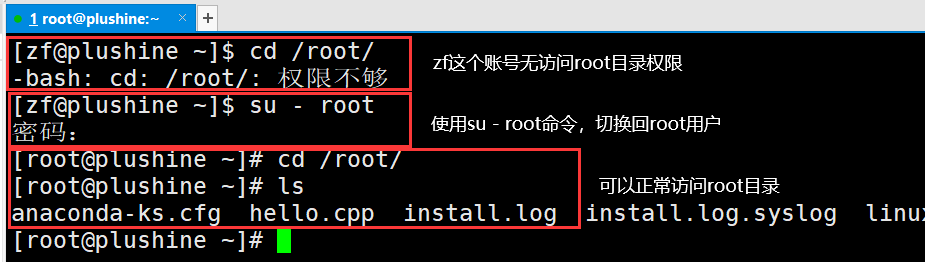 1 root@plushine:~ × +
[zf@plushine ~]$ cd /root/
-bash: cd: /root/: 权限不够
zf这个账号无访问root目录权限
[zf@plushine ~]$ su - root
密码：
使用su - root命令，切换回root用户
[root@plushine ~]# cd /root/
[root@plushine ~]# ls
可以正常访问root目录
anaconda-ks.cfg hello.cpp install.log install.log.syslog linux
[root@plushine ~]#